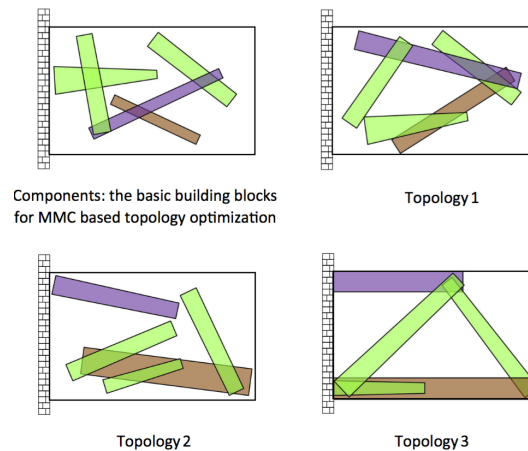 Components: the basic building blocks
for MMC based topology optimization
Topology 1
Topology 2
Topology 3